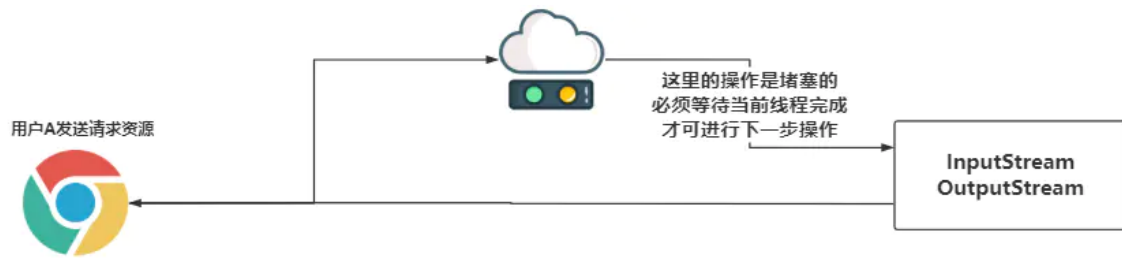 这里的操作是堵塞的
必须等待当前线程完成
才可进行下一步操作
用户A发送请求资源
InputStream
OutputStream